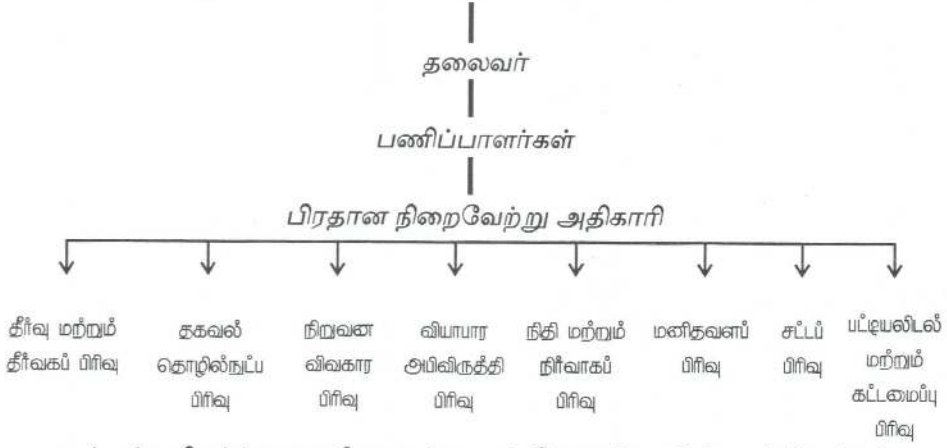 தலைவர்
பணிப்பாளர்கள்
பிரதான நிறைவேற்று அதிகாரி
தீர்வு மற்றும்
தீர்வகப் பிரிவு
தகவல்
தொழில்நுட்ப
பிரிவு
நிறுவன
விவகார
பிரிவு
வியாபார
அபிவிருத்தி
பிரிவு
நிதி மற்றும்
நிர்வாகப்
பிரிவு
மனிதவளப்
பிரிவு
சட்டப்
பிரிவு
பட்டியலிடல்
மற்றும்
கட்டமைப்பு
பிரிவு